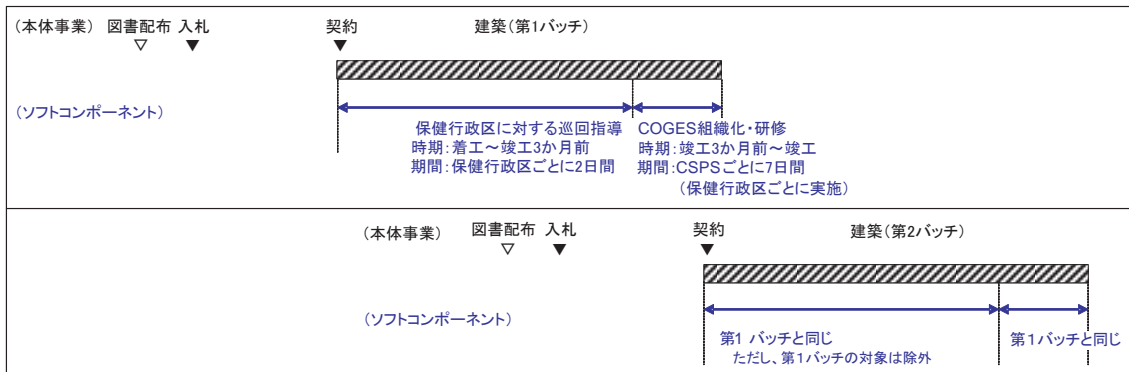 (本体事業) 図書配布 入札 契約 建築(第1バッチ)
▽ ▼ ▼
(ソフトコンポーネント)
保健行政区に対する巡回指導
時期:着工～竣工3か月前
期間:保健行政区ごとに2日間
COGES組織化・研修
時期:竣工3か月前～竣工
期間:CSPSごとに7日間
(保健行政区ごとに実施)
(本体事業) 図書配布 入札 契約 建築(第2バッチ)
▽ ▼ ▼
(ソフトコンポーネント)
第1 バッチと同じ
ただし、第1バッチの対象は除外
第1バッチと同じ